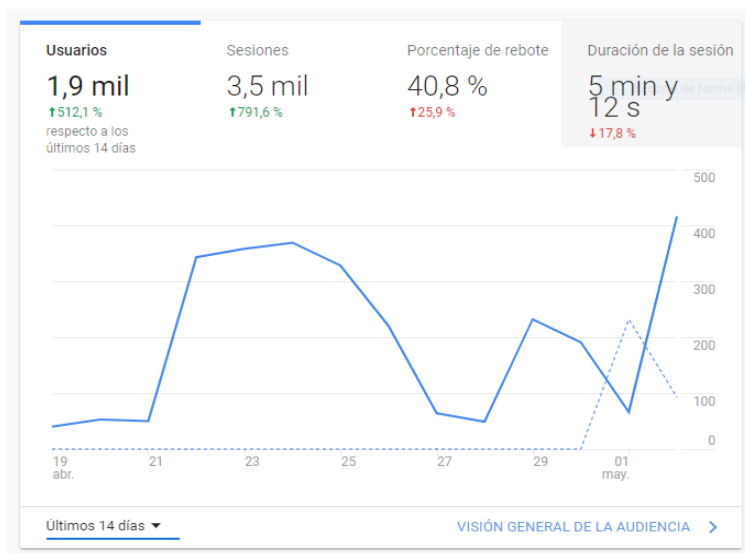 Usuarios
1,9 mil
↑512,1 %
respecto a los
últimos 14 días
Sesiones
3,5 mil
↑791,6 %
Porcentaje de rebote
40,8 %
↑25,9 %
Duración de la sesión
5 min y
12 s
↓17,8 %
de forma
500
400
300
200
100
0
19
abr.
21
23
25
27
29
01
may.
Últimos 14 días
VISIÓN GENERAL DE LA AUDIENCIA